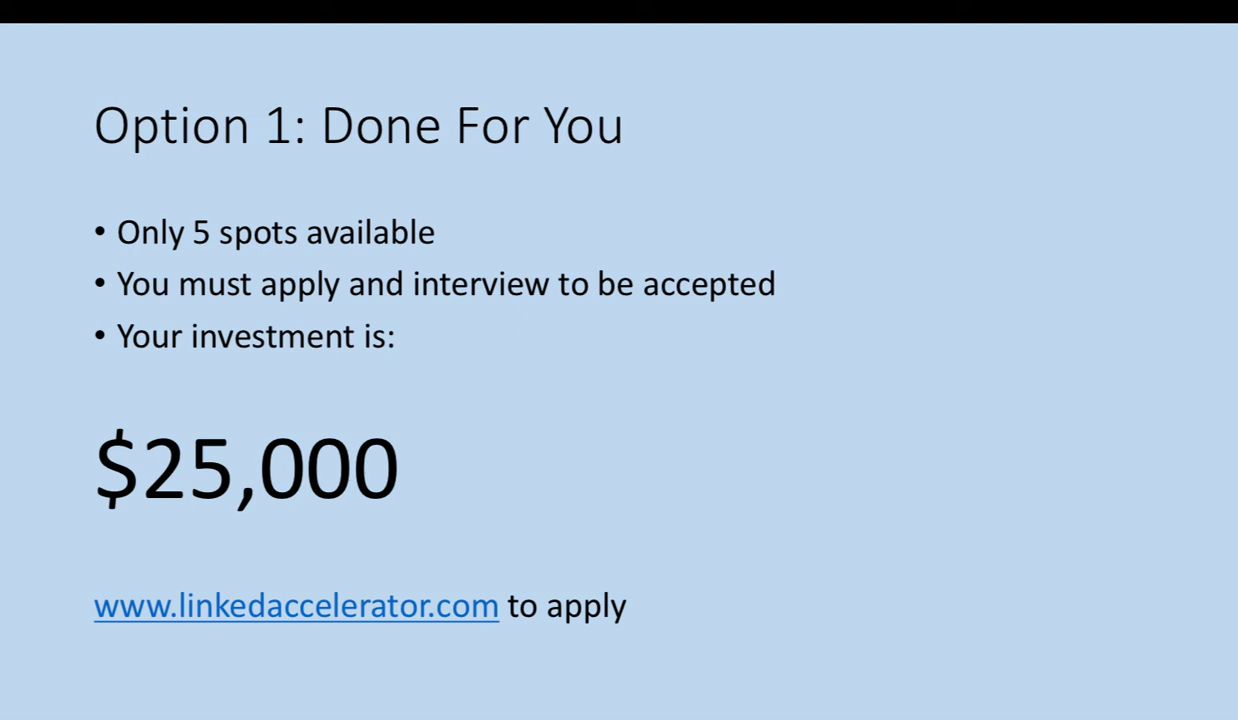 Option 1: Done For You
• Only 5 spots available
• You must apply and interview to be accepted
• Your investment is:
$25,000
www.linkedaccelerator.com to apply